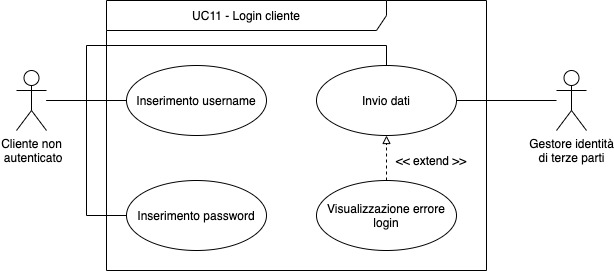 UC11 - Login cliente
Inserimento username
Invio dati
Cliente non
autenticato
Gestore identità
di terze parti
<< extend >>
Inserimento password
Visualizzazione errore
login